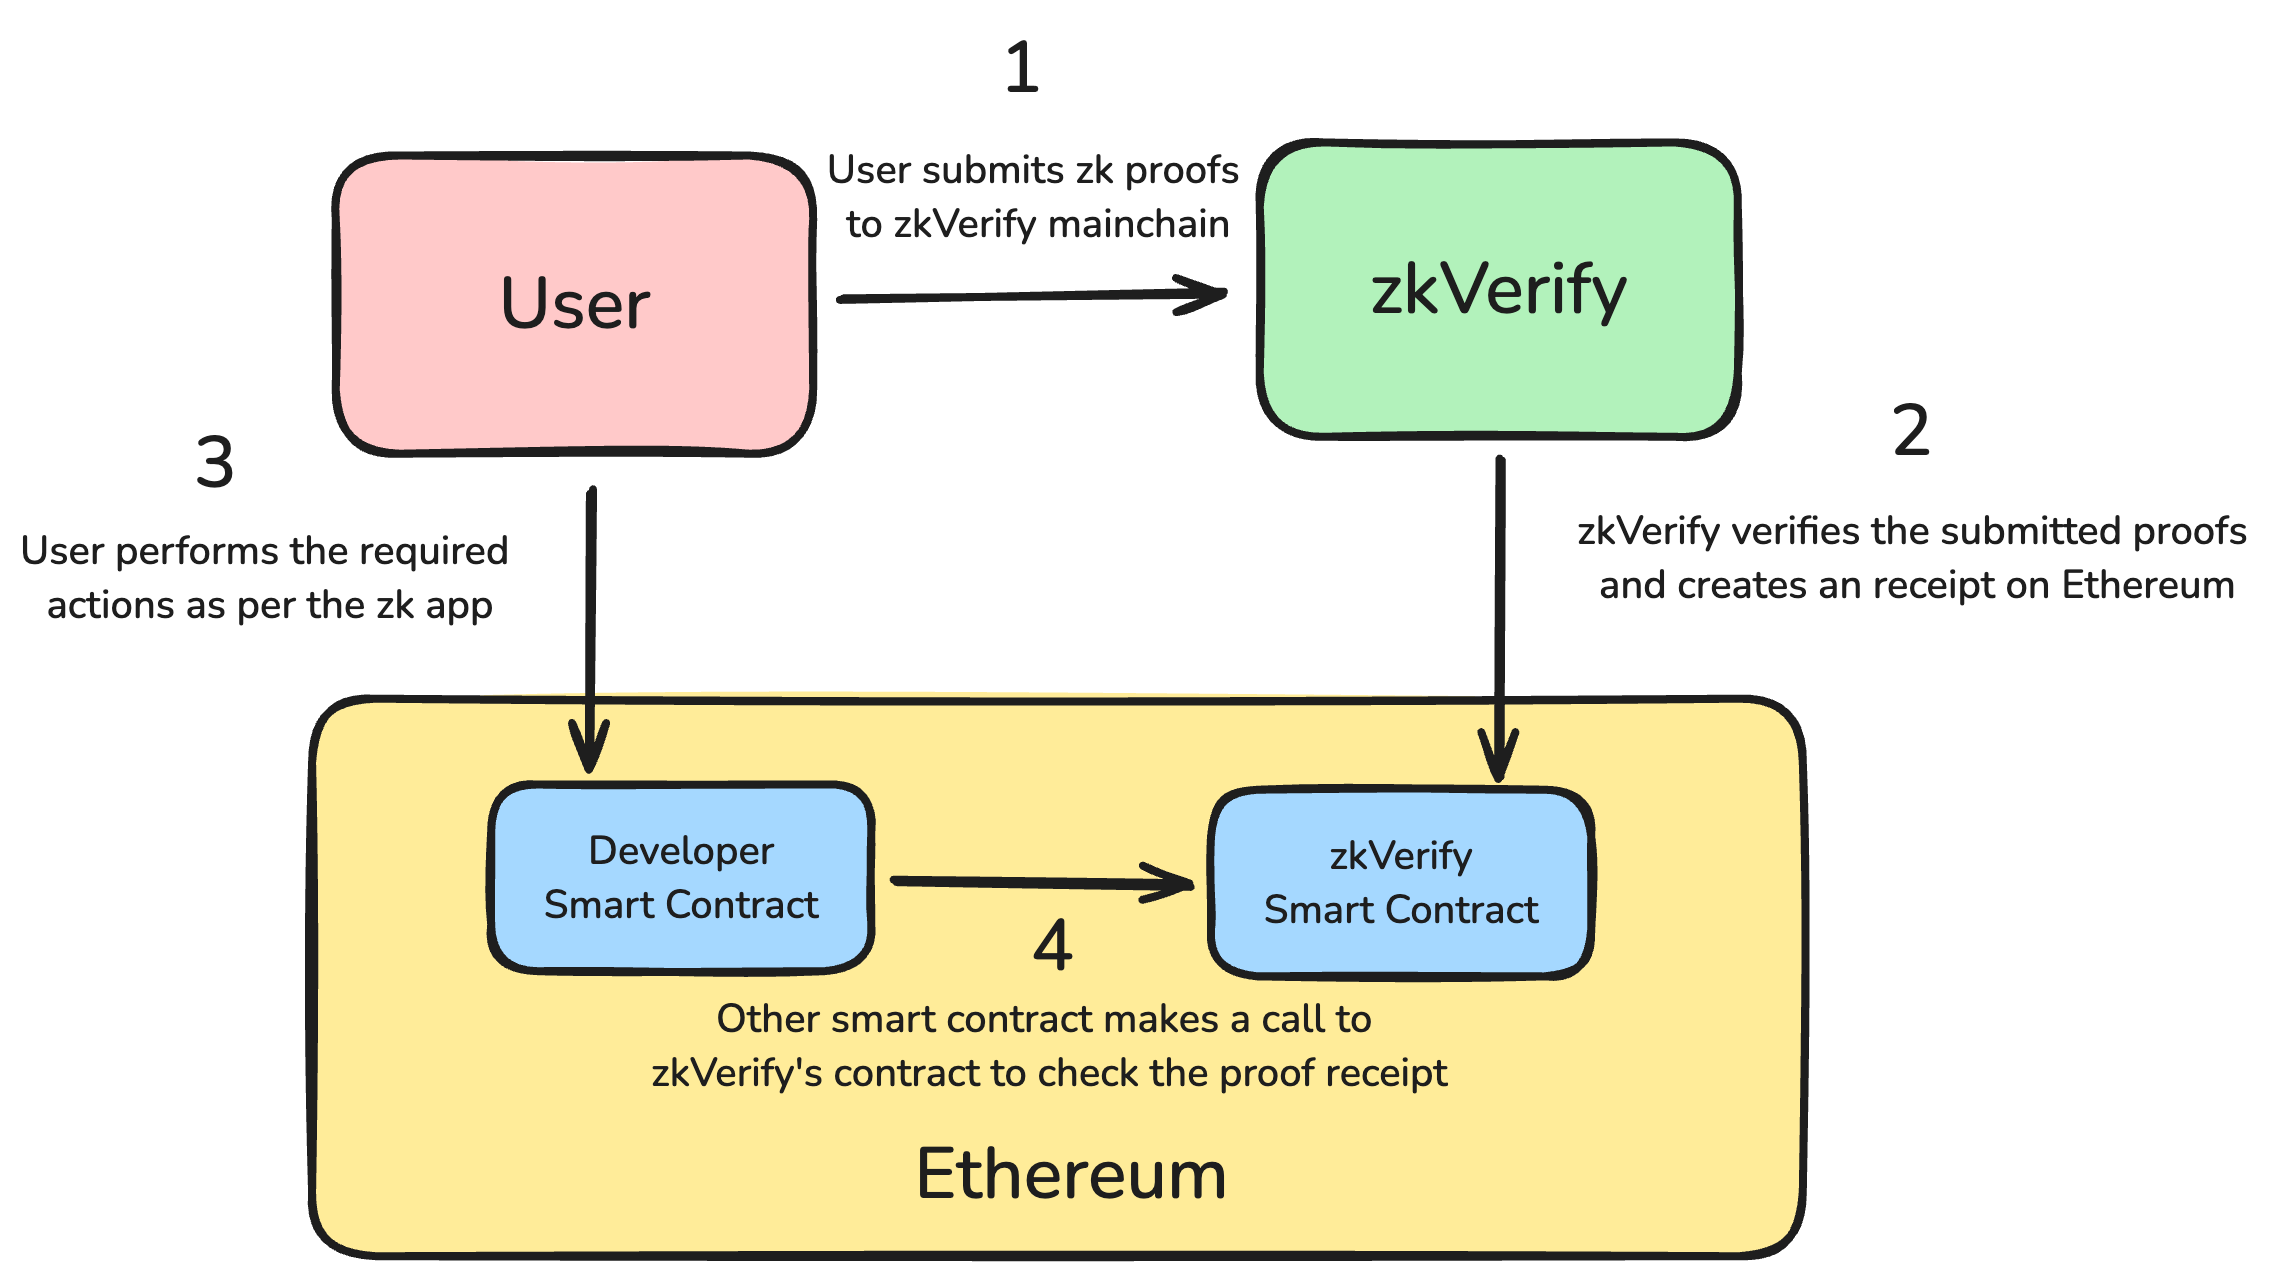 1
User submits zk proofs
to zkVerify mainchain
User
zkVerify
3
User performs the required
actions as per the zk app
2
zkVerify verifies the submitted proofs
and creates an receipt on Ethereum
Developer
Smart Contract
zkVerify
Smart Contract
4
Other smart contract makes a call to
zkVerify's contract to check the proof receipt
Ethereum